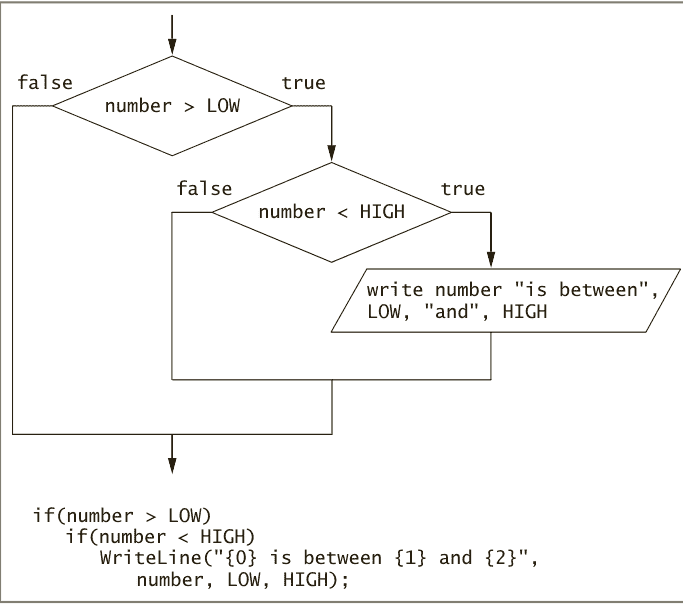 false
true
number > LOW
false
true
number < HIGH
write number "is between",
LOW, "and", HIGH
if(number > LOW)
if(number < HIGH)
WriteLine("{0} is between {1} and {2}",
number, LOW, HIGH);